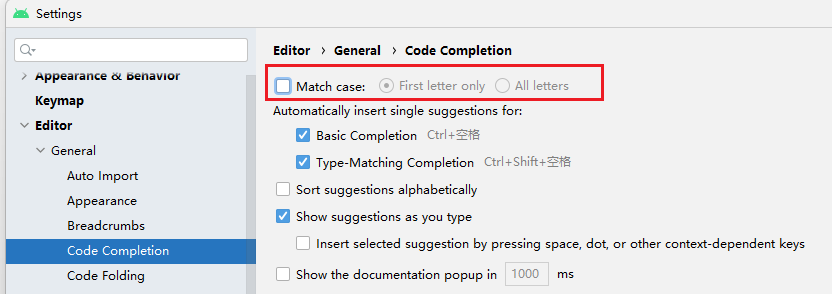 Settings
Appearance & Behavior
Keymap
Editor
General
Auto Import
Appearance
Breadcrumbs
Code Completion
Code Folding
Editor › General › Code Completion
Match case: First letter only All letters
Automatically insert single suggestions for:
Basic Completion Ctrl+空格
Type-Matching Completion Ctrl+Shift+空格
Sort suggestions alphabetically
Show suggestions as you type
Insert selected suggestion by pressing space, dot, or other context-dependent keys
Show the documentation popup in 1000 ms